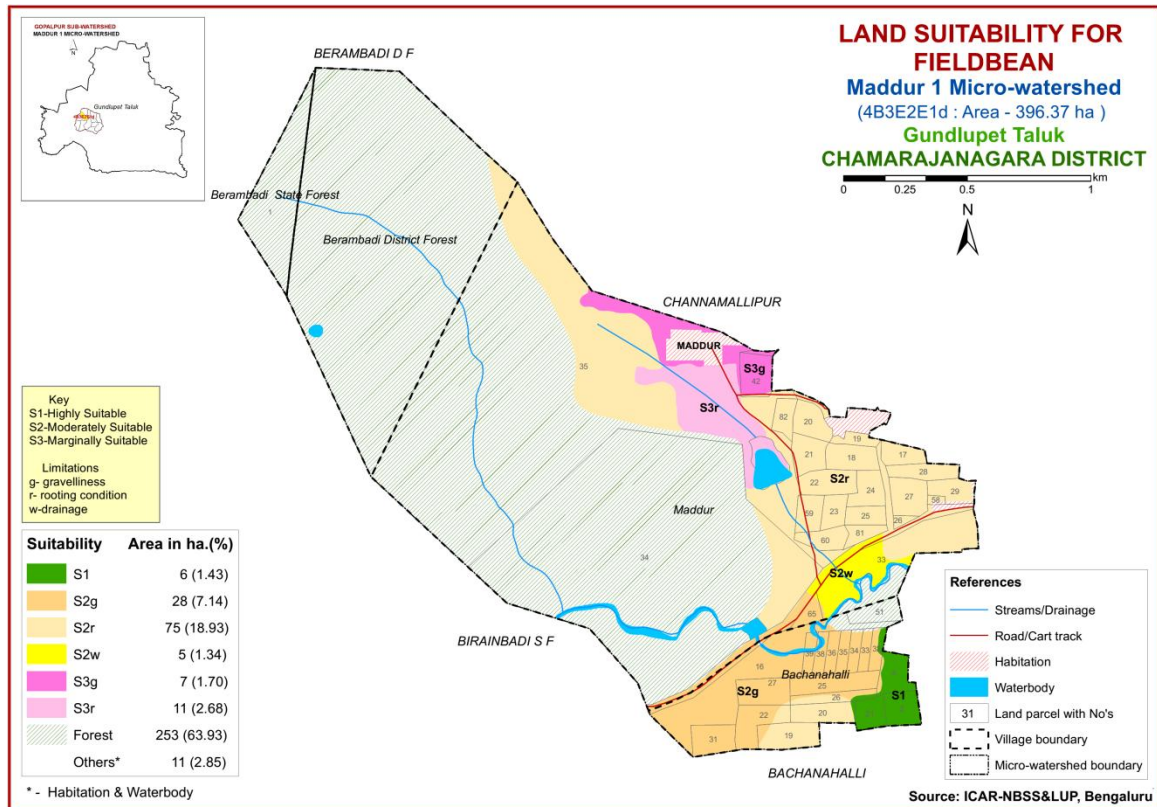 GOPALPUR SUB-WATERSHED
MADDUR 1 MICRO-WATERSHED
N
Gundlupet Taluk
LAND SUITABILITY FOR
FIELDBEAN
Maddur 1 Micro-watershed
(4B3E2E1d : Area - 396.37 ha )
Gundlupet Taluk
CHAMARAJANAGARA DISTRICT
km
0 0.25 0.5 1
N
BERAMBADI D F
Berambadi State Forest
1
Berambadi District Forest
CHANNAMALLIPUR
MADDUR
S3g
42
35
S3r
82
20
19
21
18
17
28
S2r
22
24
27
58
29
59
23
25
26
60
81
Maddur
34
S2w
33
65
51
BIRAINBADI S F
39 38 36 35 34 33
16
Bachanahalli
27
25
S2g
S1
26
22
20
31
19
BACHANAHALLI
Key
S1-Highly Suitable
S2-Moderately Suitable
S3-Marginally Suitable
Limitations
g- gravelliness
r- rooting condition
w-drainage
Suitability Area in ha.(%)
S1 6 (1.43)
S2g 28 (7.14)
S2r 75 (18.93)
S2w 5 (1.34)
S3g 7 (1.70)
S3r 11 (2.68)
Forest 253 (63.93)
Others* 11 (2.85)
* - Habitation & Waterbody
References
Streams/Drainage
Road/Cart track
Habitation
Waterbody
31 Land parcel with No's
Village boundary
Micro-watershed boundary
Source: ICAR-NBSS&LUP, Bengaluru